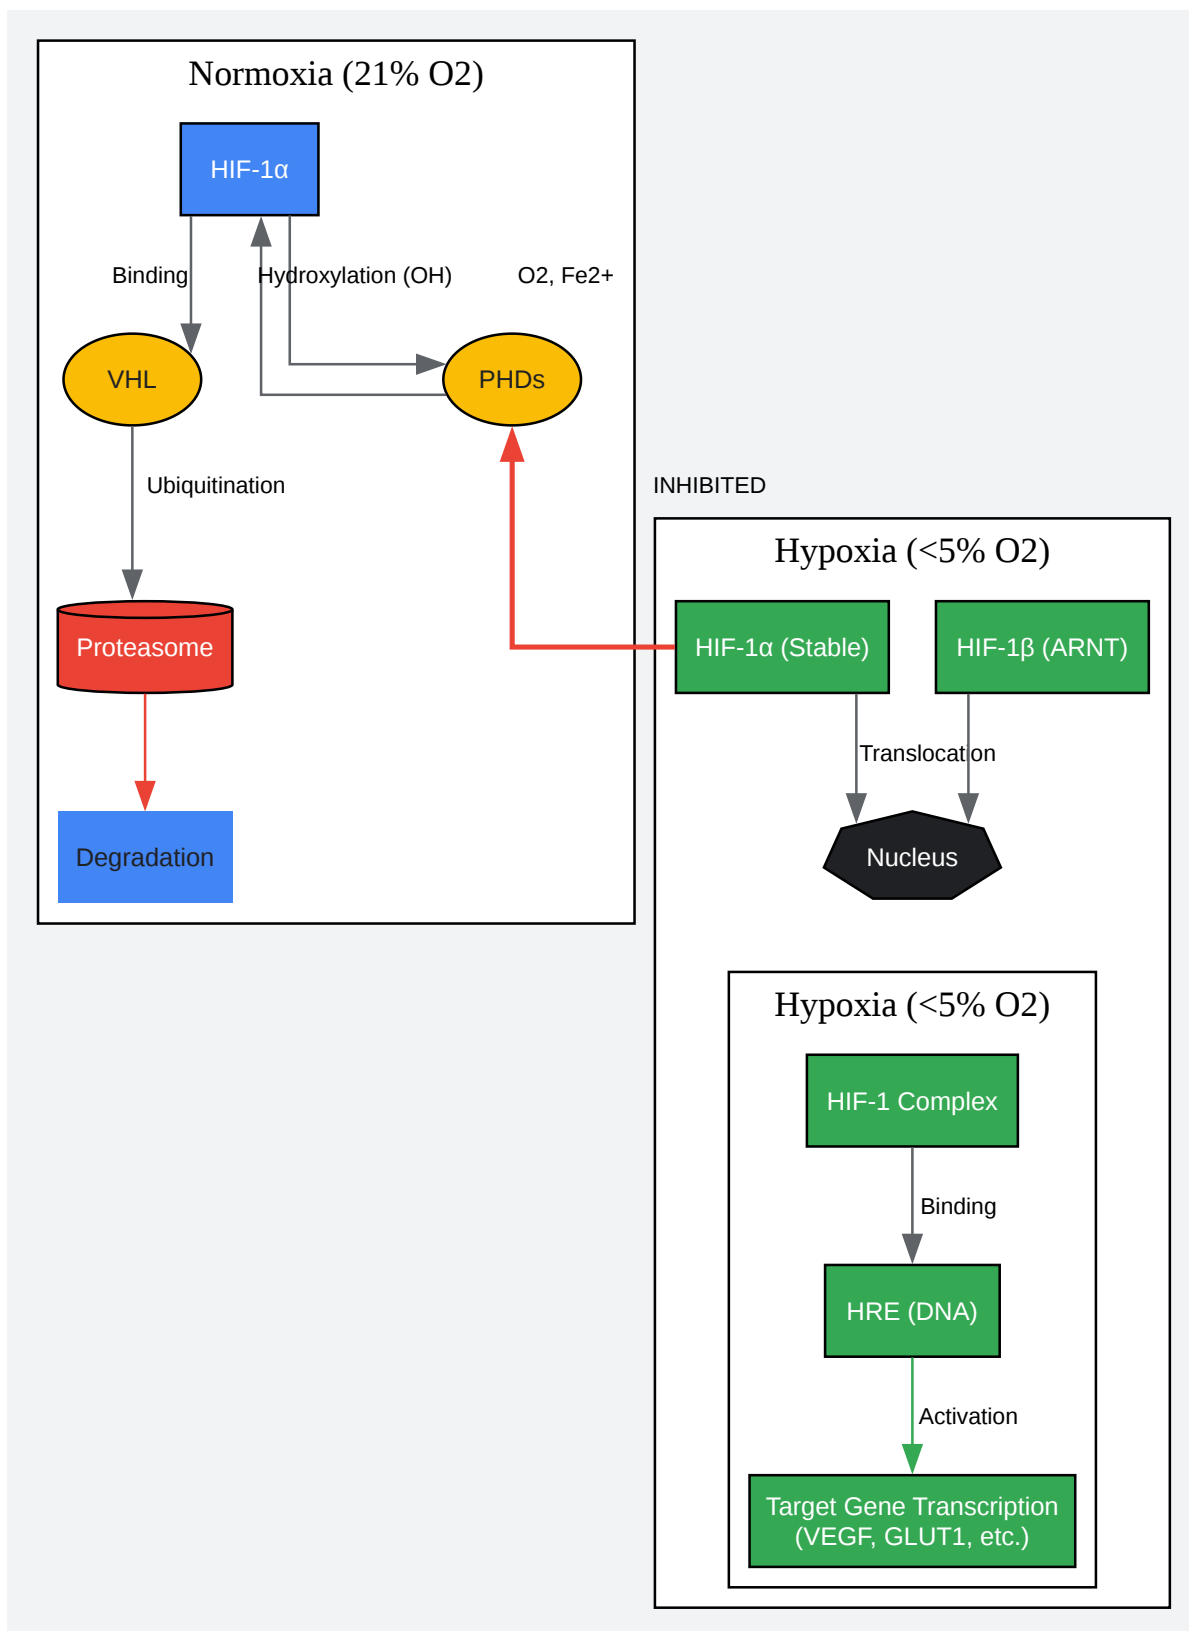 Normoxia (21% O2)
HIF-1α
Binding
Hydroxylation (OH)
O2, Fe2+
VHL
PHDs
Ubiquitination
INHIBITED
Proteasome
Degradation
Hypoxia (<5% O2)
HIF-1α (Stable)
HIF-1β (ARNT)
Translocation
Nucleus
Hypoxia (<5% O2)
HIF-1 Complex
Binding
HRE (DNA)
Activation
Target Gene Transcription
(VEGF, GLUT1, etc.)